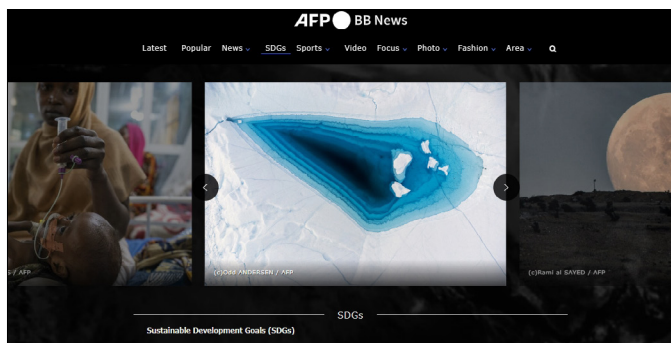 AFP BB News
Latest Popular News SDGs Sports Video Focus Photo Fashion Area
/ AFP
(c)Odd ANDERSEN / AFP
(c)Rami al SAYED / AFP
SDGs
Sustainable Development Goals (SDGs)